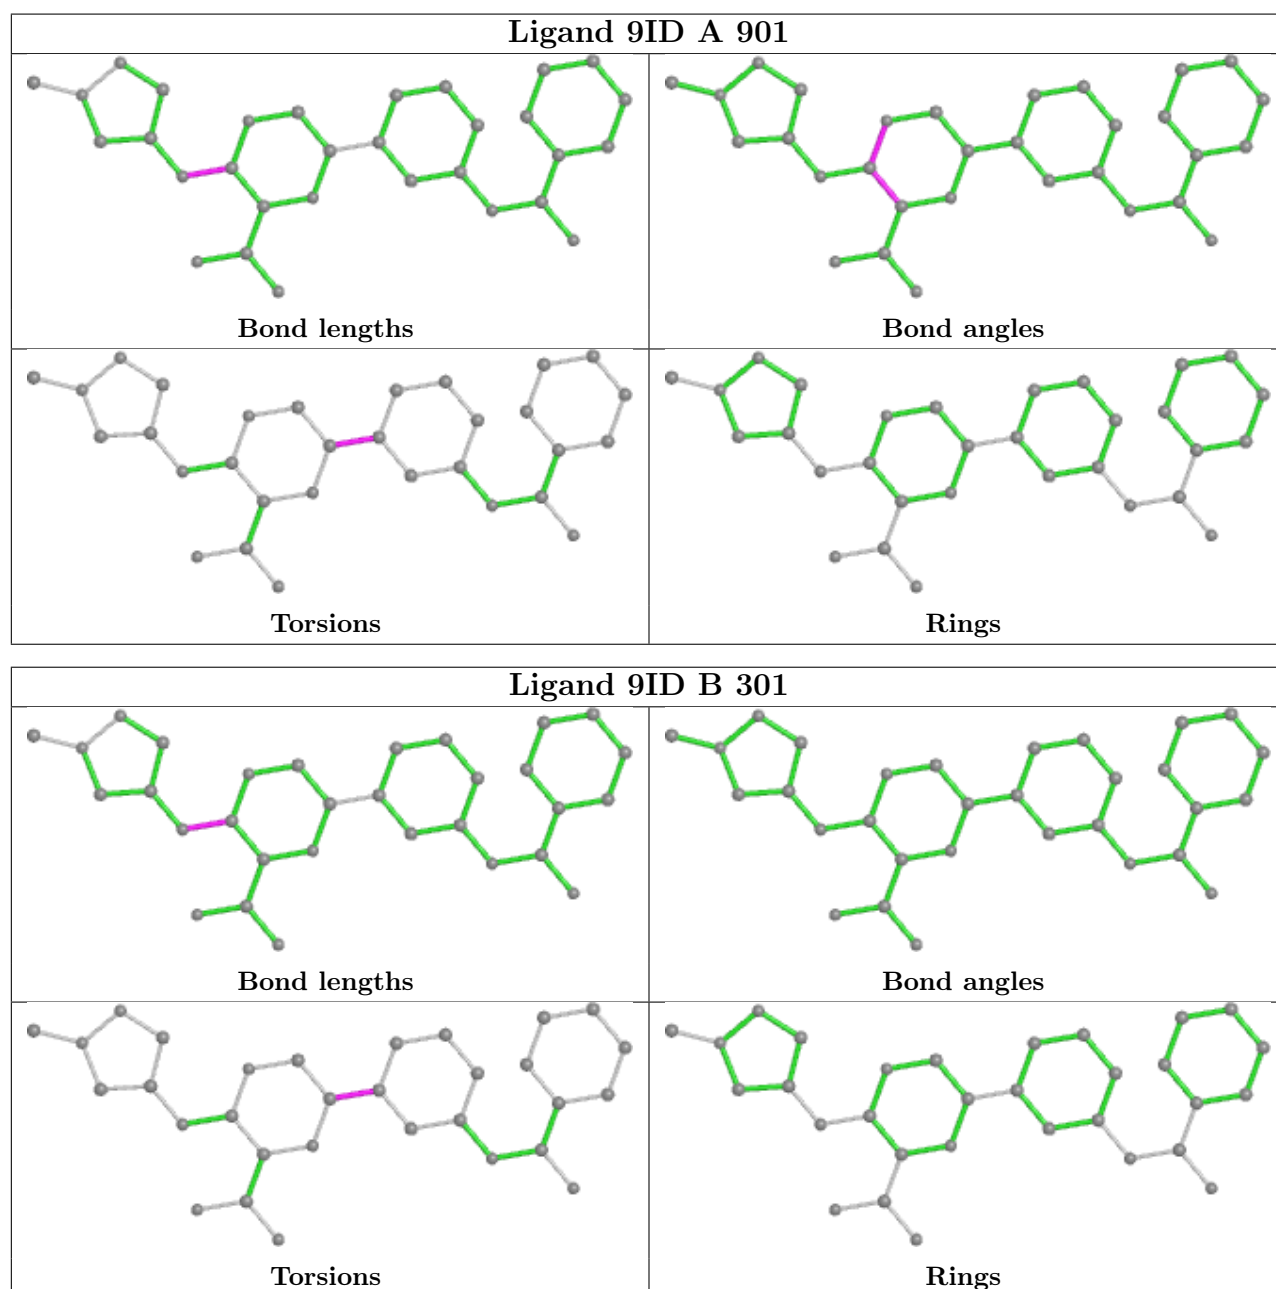 Ligand 9ID A 901
Bond lengths
Bond angles
Torsions
Rings
Ligand 9ID B 301
Bond lengths
Bond angles
Torsions
Rings